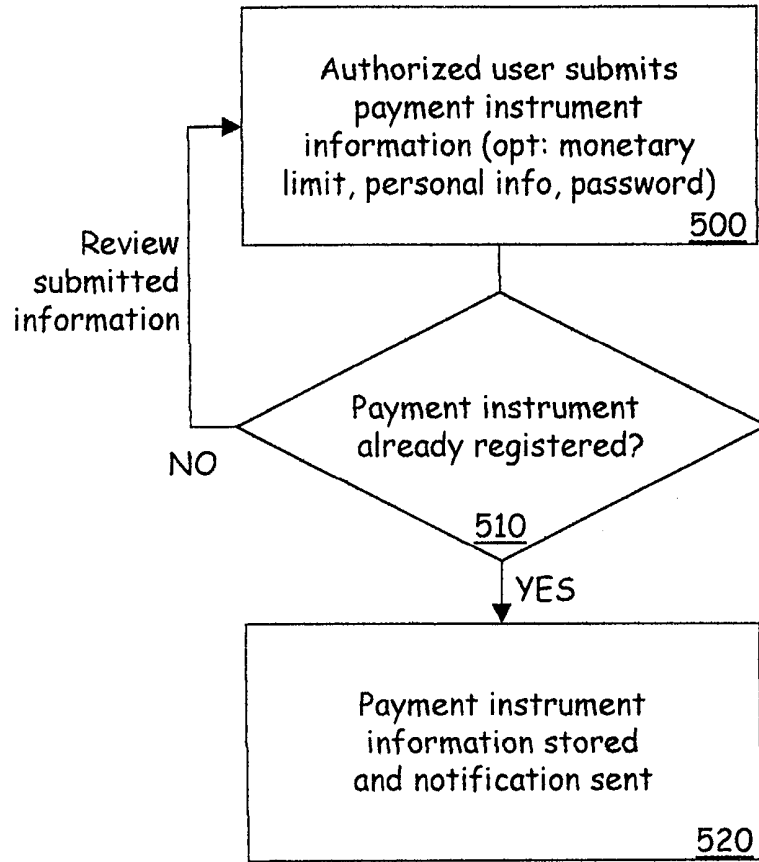 Authorized user submits
payment instrument
information (opt: monetary
limit, personal info, password)
500
Review
submitted
information
Payment instrument
already registered?
NO
510
YES
Payment instrument
information stored
and notification sent
520